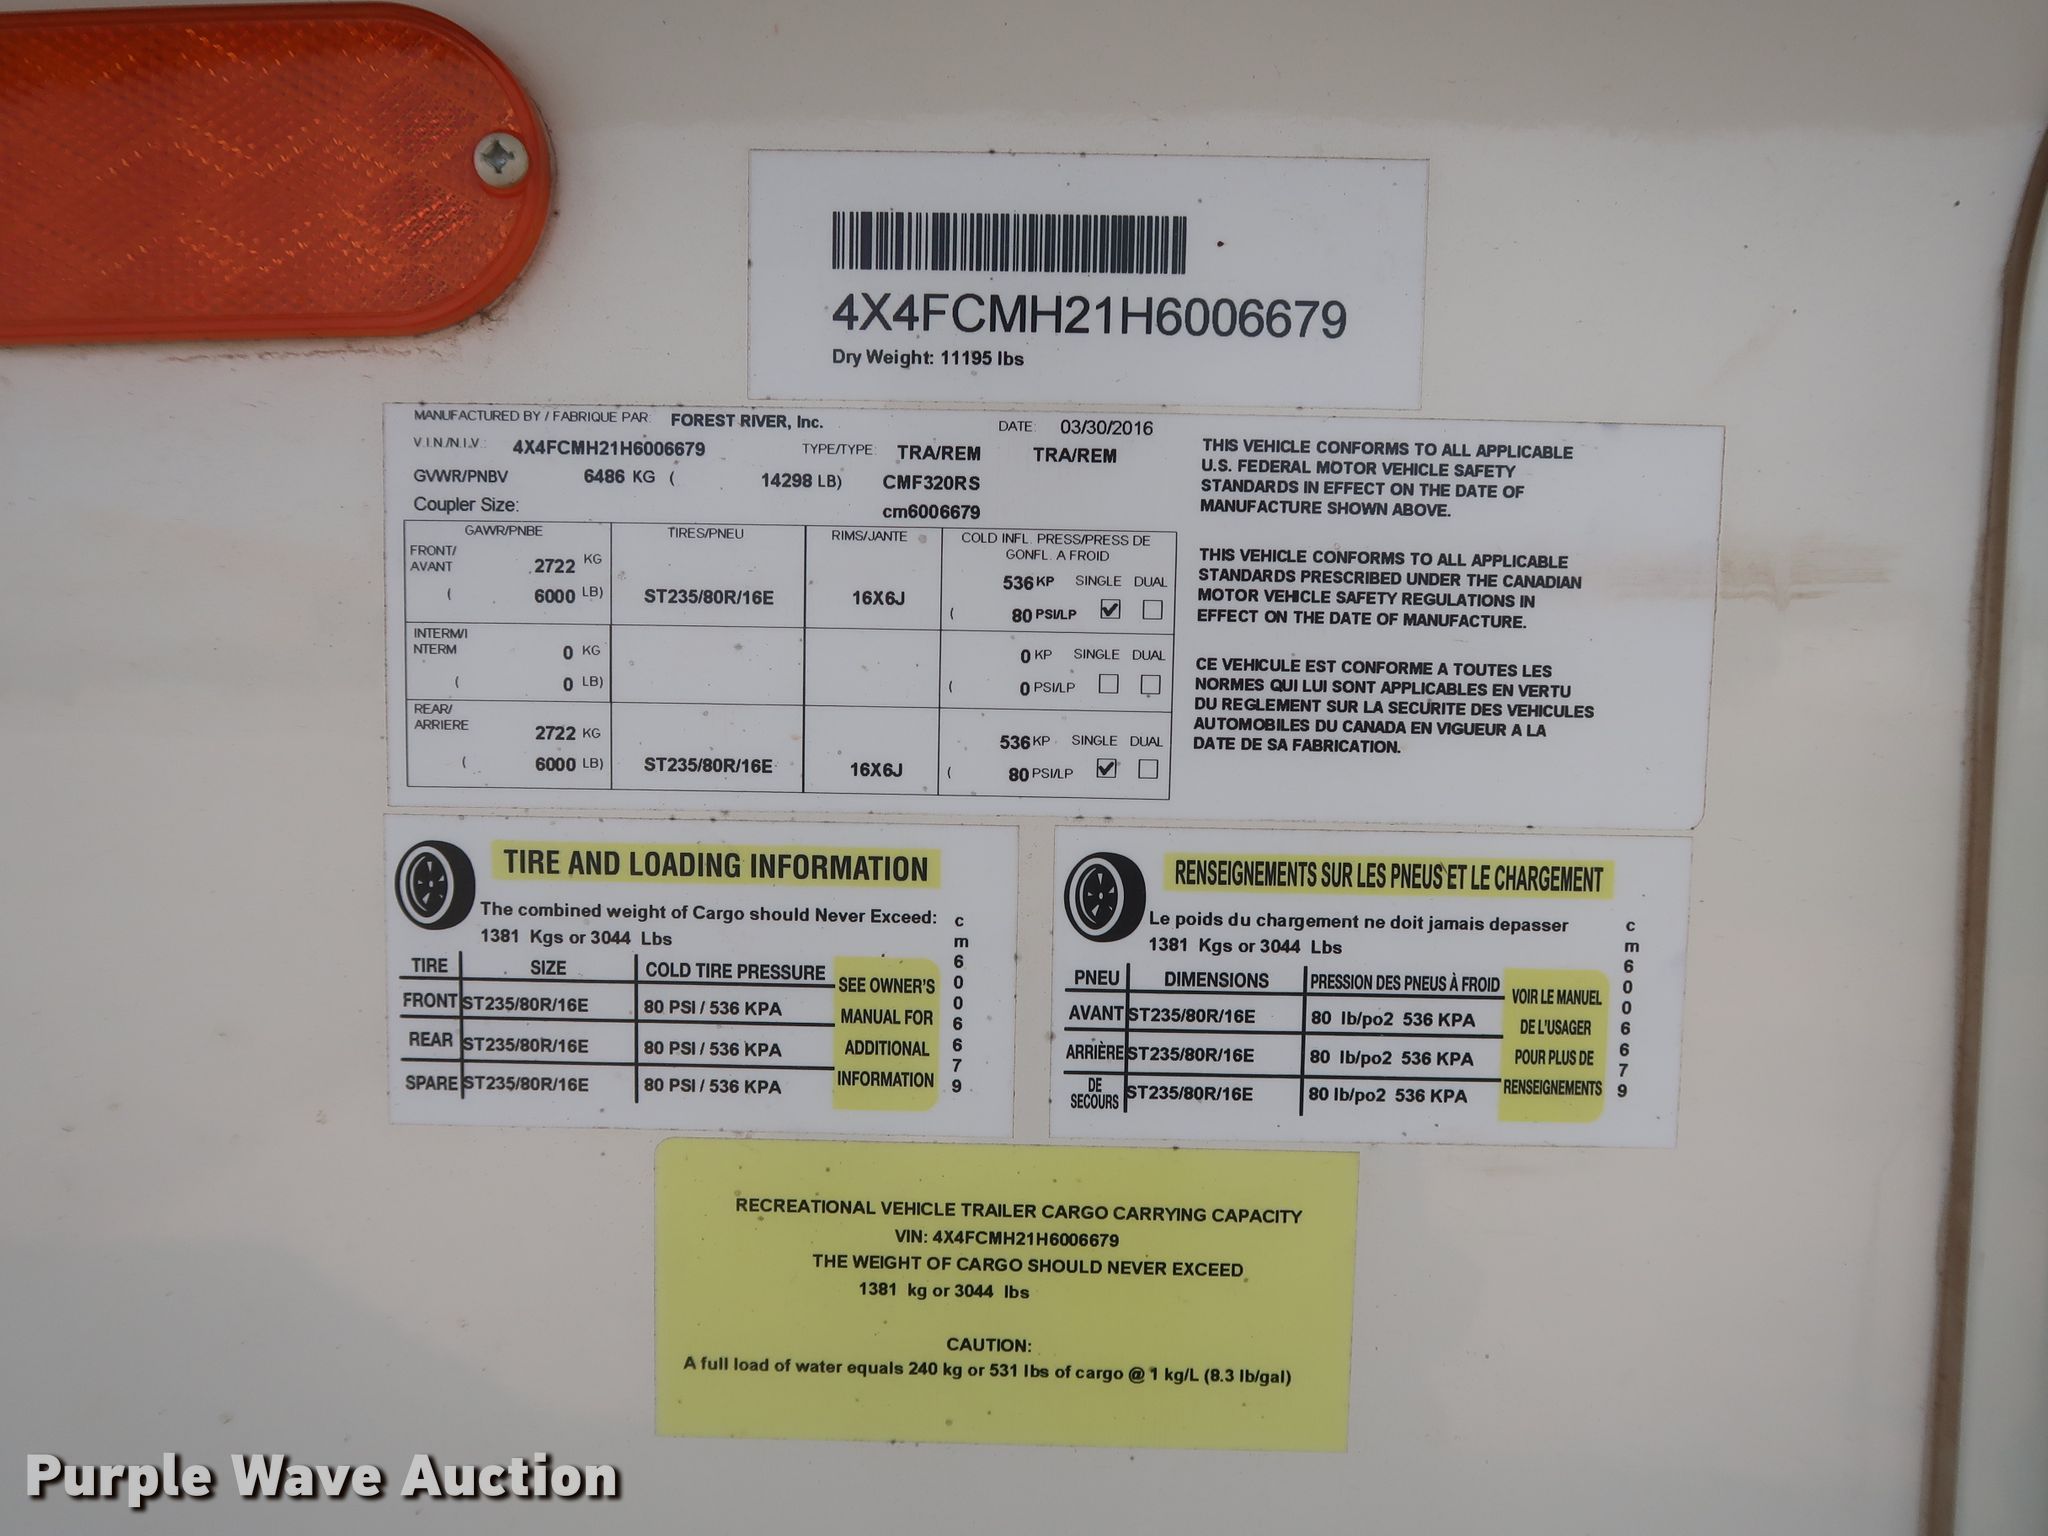 4X4FCMH21H6006679
Dry Weight: 11195 lbs
MANUFACTURED BY / FABRIQUE PAR: FOREST RIVER, Inc. DATE: 03/30/2016
V.I.N./N.I.V.: 4X4FCMH21H6006679 TYPE/TYPE: TRA/REM TRA/REM
GVWR/PNBV 6486 KG ( 14298 LB) CMF320RS
Coupler Size: cm6006679
GAWR/PNBE TIRES/PNEU RIMS/JANTE COLD INFL. PRESS/PRESS DE
GONFL. A FROID
FRONT/
AVANT 2722 KG 536 KP SINGLE DUAL
( 6000 LB) ST235/80R/16E 16X6J ( 80 PSI/LP
INTERM/I
NTERM 0 KG 0 KP SINGLE DUAL
( 0 LB) ( 0 PSI/LP
REAR/
ARRIERE 2722 KG 536 KP SINGLE DUAL
( 6000 LB) ST235/80R/16E 16X6J ( 80 PSI/LP
THIS VEHICLE CONFORMS TO ALL APPLICABLE
U.S. FEDERAL MOTOR VEHICLE SAFETY
STANDARDS IN EFFECT ON THE DATE OF
MANUFACTURE SHOWN ABOVE.
THIS VEHICLE CONFORMS TO ALL APPLICABLE
STANDARDS PRESCRIBED UNDER THE CANADIAN
MOTOR VEHICLE SAFETY REGULATIONS IN
EFFECT ON THE DATE OF MANUFACTURE.
CE VEHICULE EST CONFORME A TOUTES LES
NORMES QUI LUI SONT APPLICABLES EN VERTU
DU REGLEMENT SUR LA SECURITE DES VEHICULES
AUTOMOBILES DU CANADA EN VIGUEUR A LA
DATE DE SA FABRICATION.
TIRE AND LOADING INFORMATION
The combined weight of Cargo should Never Exceed:
1381 Kgs or 3044 Lbs
TIRE SIZE COLD TIRE PRESSURE
FRONT ST235/80R/16E 80 PSI / 536 KPA
REAR ST235/80R/16E 80 PSI / 536 KPA
SPARE ST235/80R/16E 80 PSI / 536 KPA
SEE OWNER'S
MANUAL FOR
ADDITIONAL
INFORMATION
cm6006679
RENSEIGNEMENTS SUR LES PNEUS ET LE CHARGEMENT
Le poids du chargement ne doit jamais depasser
1381 Kgs or 3044 Lbs
PNEU DIMENSIONS PRESSION DES PNEUS À FROID
AVANT ST235/80R/16E 80 lb/po2 536 KPA
ARRIÈRE ST235/80R/16E 80 lb/po2 536 KPA
DE
SECOURS ST235/80R/16E 80 lb/po2 536 KPA
VOIR LE MANUEL
DE L'USAGER
POUR PLUS DE
RENSEIGNEMENTS
cm6006679
RECREATIONAL VEHICLE TRAILER CARGO CARRYING CAPACITY
VIN: 4X4FCMH21H6006679
THE WEIGHT OF CARGO SHOULD NEVER EXCEED
1381 kg or 3044 lbs
CAUTION:
A full load of water equals 240 kg or 531 lbs of cargo @ 1 kg/L (8.3 lb/gal)
Purple Wave Auction